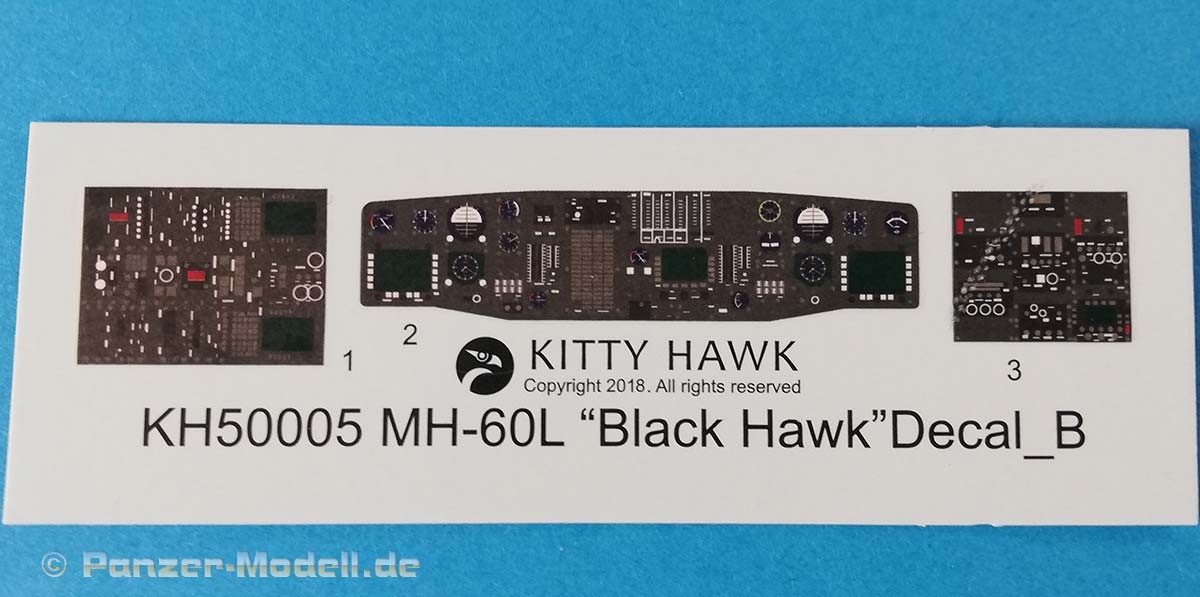 1
2
3
KITTY HAWK
Copyright 2018. All rights reserved
KH50005 MH-60L “Black Hawk”Decal_B
© Panzer-Modell.de